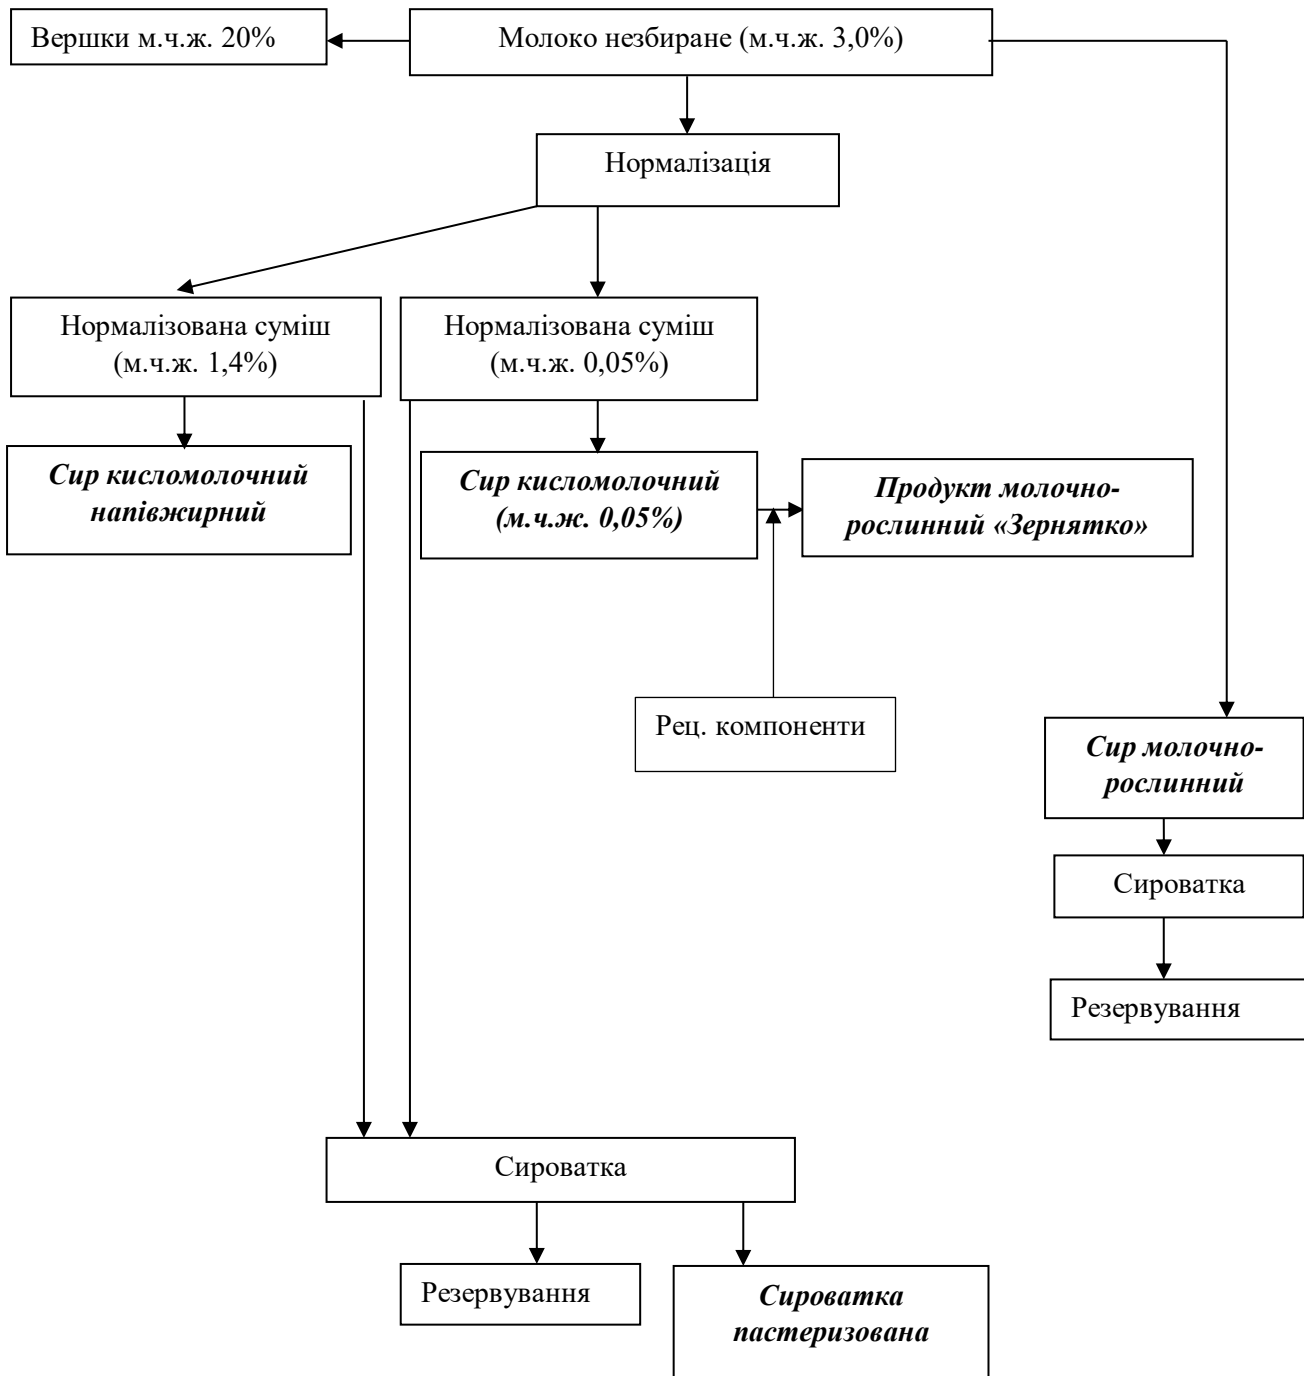 Вершки м.ч.ж. 20%
Молоко незбиране (м.ч.ж. 3,0%)
Нормалізація
Нормалізована суміш
(м.ч.ж. 1,4%)
Нормалізована суміш
(м.ч.ж. 0,05%)
Сир кисломолочний
напівжирний
Сир кисломолочний
(м.ч.ж. 0,05%)
Продукт молочно-
рослинний «Зернятко»
Рец. компоненти
Сир молочно-
рослинний
Сироватка
Резервування
Сироватка
Резервування
Сироватка
пастеризована